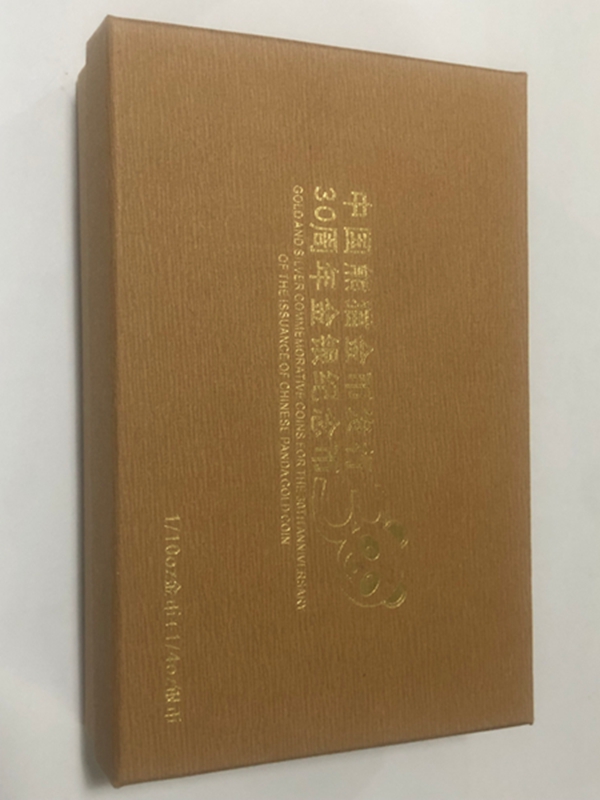 中国熊猫金币发行
30周年金银纪念币
GOLD AND SILVER COMMEMORATIVE COINS FOR THE 30TH ANNIVERSARY
OF THE ISSUANCE OF CHINESE PANDA GOLD COIN
1/10oz金币+1/4oz银币